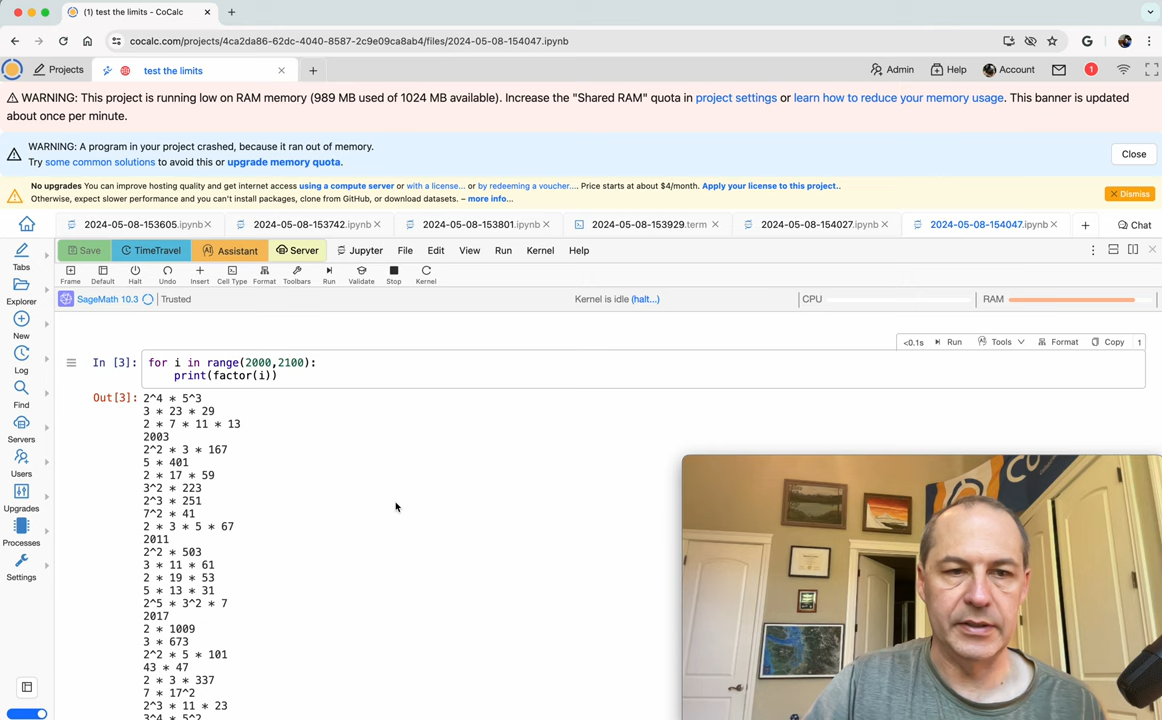 (1) test the limits - CoCalc
cocalc.com/projects/4ca2da86-62dc-4040-8587-2c9e09ca8ab4/files/2024-05-08-154047.ipynb
Projects
test the limits
Admin
Help
Account
1
WARNING: This project is running low on RAM memory (989 MB used of 1024 MB available). Increase the "Shared RAM" quota in project settings or learn how to reduce your memory usage. This banner is updated
about once per minute.
WARNING: A program in your project crashed, because it ran out of memory.
Try some common solutions to avoid this or upgrade memory quota.
Close
No upgrades You can improve hosting quality and get internet access using a compute server or with a license... or by redeeming a voucher.... Price starts at about $4/month. Apply your license to this project..
Otherwise, expect slower performance and you can't install packages, clone from GitHub, or download datasets. – more info...
Dismiss
2024-05-08-153605.ipynb
2024-05-08-153742.ipynb
2024-05-08-153801.ipynb
2024-05-08-153929.term
2024-05-08-154027.ipynb
2024-05-08-154047.ipynb
Chat
Tabs
Explorer
New
Log
Find
Servers
Users
Upgrades
Processes
Settings
Save
TimeTravel
Assistant
Server
Jupyter
File
Edit
View
Run
Kernel
Help
Frame
Default
Halt
Undo
Insert
Cell Type
Format
Toolbars
Run
Validate
Stop
Kernel
SageMath 10.3
Trusted
Kernel is idle (halt...)
CPU
RAM
<0.1s
Run
Tools
Format
Copy
1
In [3]: for i in range(2000,2100):
print(factor(i))
Out[3]: 2^4 * 5^3
3 * 23 * 29
2 * 7 * 11 * 13
2003
2^2 * 3 * 167
5 * 401
2 * 17 * 59
3^2 * 223
2^3 * 251
7^2 * 41
2 * 3 * 5 * 67
2011
2^2 * 503
3 * 11 * 61
2 * 19 * 53
5 * 13 * 31
2^5 * 3^2 * 7
2017
2 * 1009
3 * 673
2^2 * 5 * 101
43 * 47
2 * 3 * 337
7 * 17^2
2^3 * 11 * 23
3^4 * 5^2